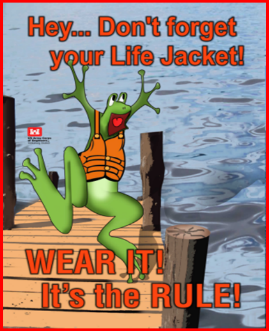 Hey... Don't forget
your Life Jacket!
WEAR IT!
It's the RULE!